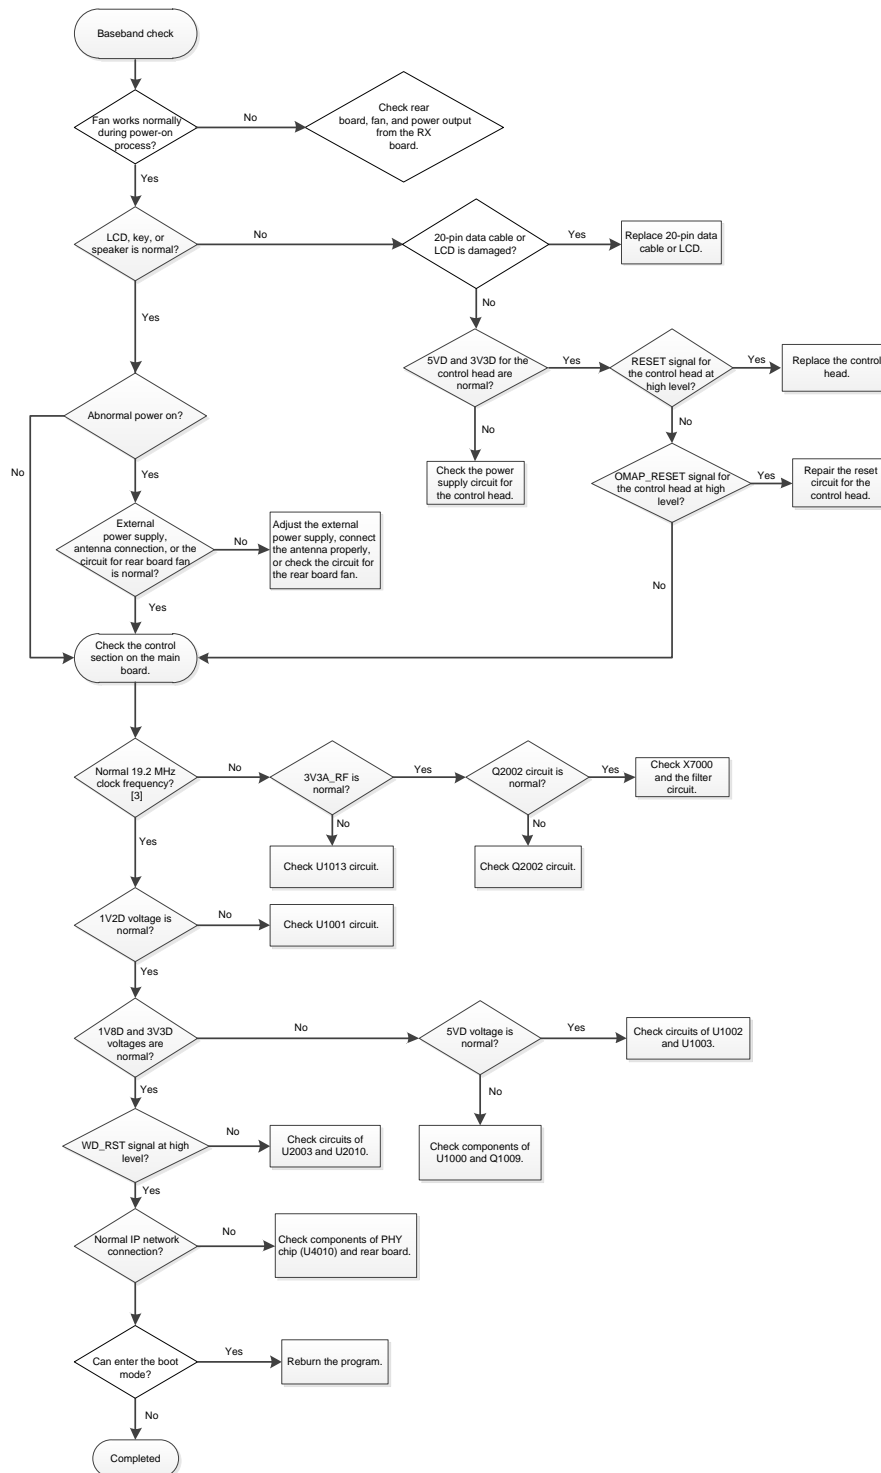 Baseband check
Fan works normally
during power-on
process?
No
Check rear
board, fan, and power output
from the RX
board.
Yes
LCD, key, or
speaker is normal?
No
20-pin data cable or
LCD is damaged?
Yes
Replace 20-pin data
cable or LCD.
No
Yes
5VD and 3V3D for the
control head are
normal?
Yes
RESET signal for
the control head at
high level?
Yes
Replace the control
head.
Abnormal power on?
No
No
No
Yes
Check the power
supply circuit for
the control head.
OMAP_RESET signal for
the control head at high
level?
Yes
Repair the reset
circuit for the
control head.
External
power supply,
antenna connection, or the
circuit for rear board fan
is normal?
No
Adjust the external
power supply, connect
the antenna properly,
or check the circuit for
the rear board fan.
No
Yes
Check the control
section on the main
board.
Normal 19.2 MHz
clock frequency?
[3]
No
3V3A_RF is
normal?
Yes
Q2002 circuit is
normal?
Yes
Check X7000
and the filter
circuit.
No
No
Yes
Check U1013 circuit.
Check Q2002 circuit.
1V2D voltage is
normal?
No
Check U1001 circuit.
Yes
1V8D and 3V3D
voltages are
normal?
No
5VD voltage is
normal?
Yes
Check circuits of U1002
and U1003.
Yes
No
WD_RST signal at high
level?
No
Check circuits of
U2003 and U2010.
Check components of
U1000 and Q1009.
Yes
Normal IP network
connection?
No
Check components of PHY
chip (U4010) and rear board.
Can enter the boot
mode?
Yes
Reburn the program.
No
Completed